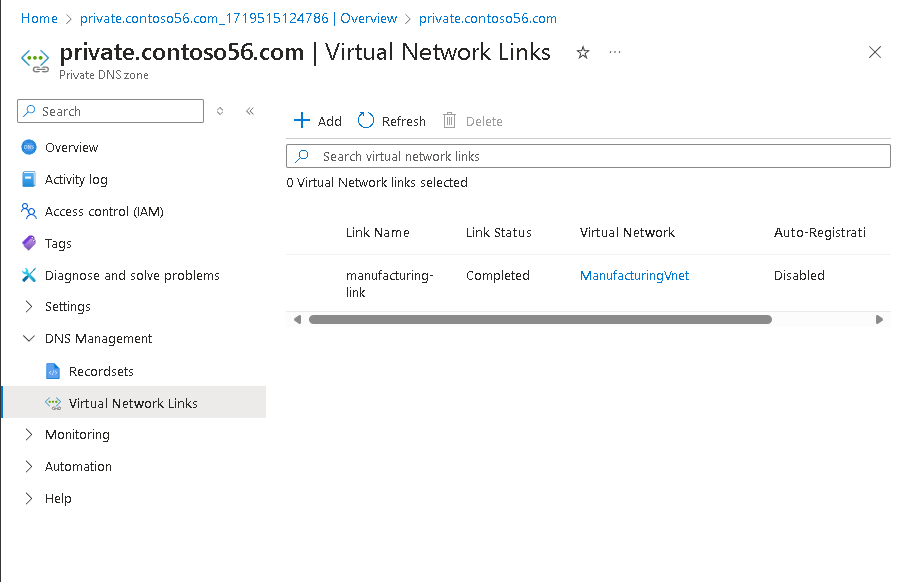 Home > private.contoso56.com_1719515124786 | Overview > private.contoso56.com
private.contoso56.com | Virtual Network Links
Private DNS zone
Search
Overview
Activity log
Access control (IAM)
Tags
Diagnose and solve problems
Settings
DNS Management
Recordsets
Virtual Network Links
Monitoring
Automation
Help
Add Refresh Delete
Search virtual network links
0 Virtual Network links selected
Link Name Link Status Virtual Network Auto-Registrati
manufacturing- Completed ManufacturingVnet Disabled
link